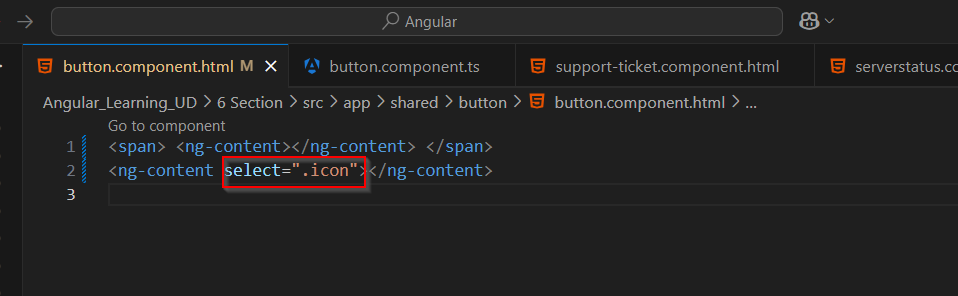 Angular
button.component.html M
button.component.ts
support-ticket.component.html
serverstatus.co
Angular_Learning_UD > 6 Section > src > app > shared > button > button.component.html > ...
Go to component
1 <span> <ng-content></ng-content> </span>
2 <ng-content select=".icon"></ng-content>
3